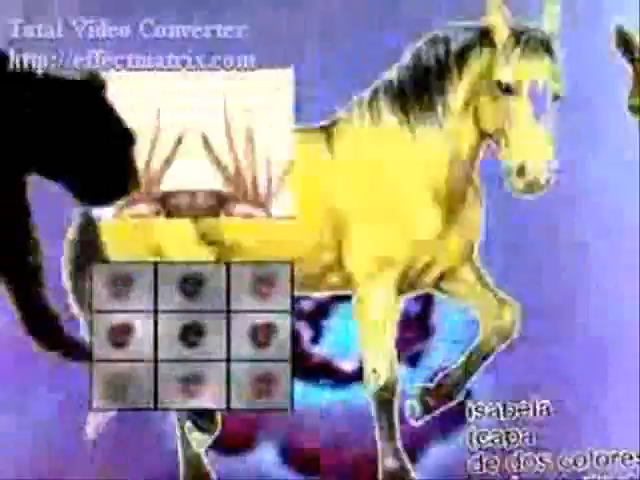 Total Video Converter
http://effectmatrix.com
isabela
(capa
de dos colores